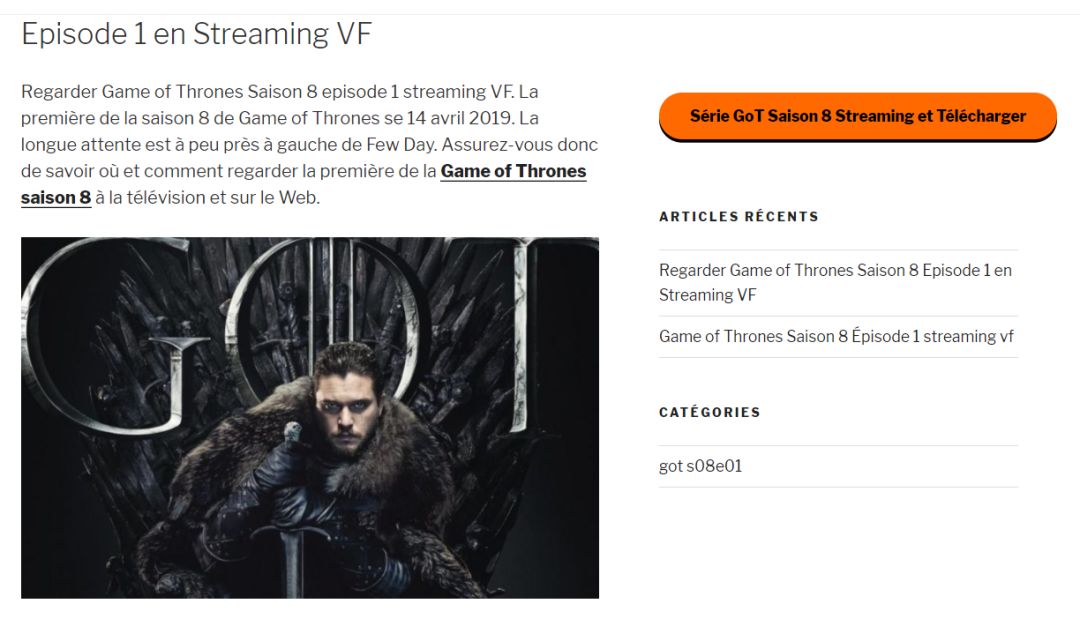 Episode 1 en Streaming VF
Regarder Game of Thrones Saison 8 episode 1 streaming VF. La
première de la saison 8 de Game of Thrones se 14 avril 2019. La
longue attente est à peu près à gauche de Few Day. Assurez-vous donc
de savoir où et comment regarder la première de la Game of Thrones
saison 8 à la télévision et sur le Web.
GOT
Série GoT Saison 8 Streaming et Télécharger
ARTICLES RÉCENTS
Regarder Game of Thrones Saison 8 Episode 1 en
Streaming VF
Game of Thrones Saison 8 Épisode 1 streaming vf
CATÉGORIES
got s08e01